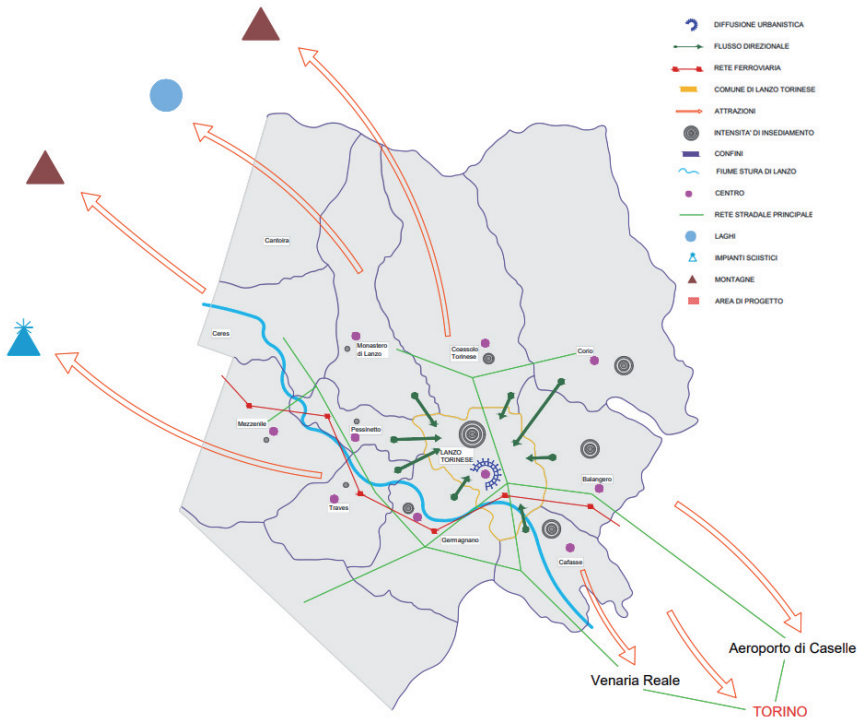 DIFFUSIONE URBANISTICA
FLUSSO DIREZIONALE
RETE FERROVIARIA
COMUNE DI LANZO TORINESE
ATTRAZIONI
INTENSITA' DI INSEDIAMENTO
CONFINI
FIUME STURA DI LANZO
CENTRO
RETE STRADALE PRINCIPALE
LAGHI
IMPIANTI SCIISTICI
MONTAGNE
AREA DI PROGETTO
Cantoira
Ceres
Monastero
di Lanzo
Coassolo
Torinese
Corio
Mezzenile
Pessinetto
LANZO
TORINESE
Balangero
Traves
Germagnano
Cafasse
Aeroporto di Caselle
Venaria Reale
TORINO